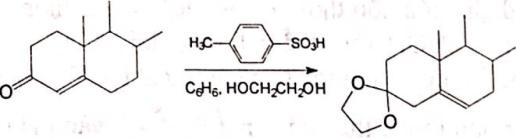 H₃C
SO₃H
C₆H₆, HOCH₂CH₂OH
O
O
O